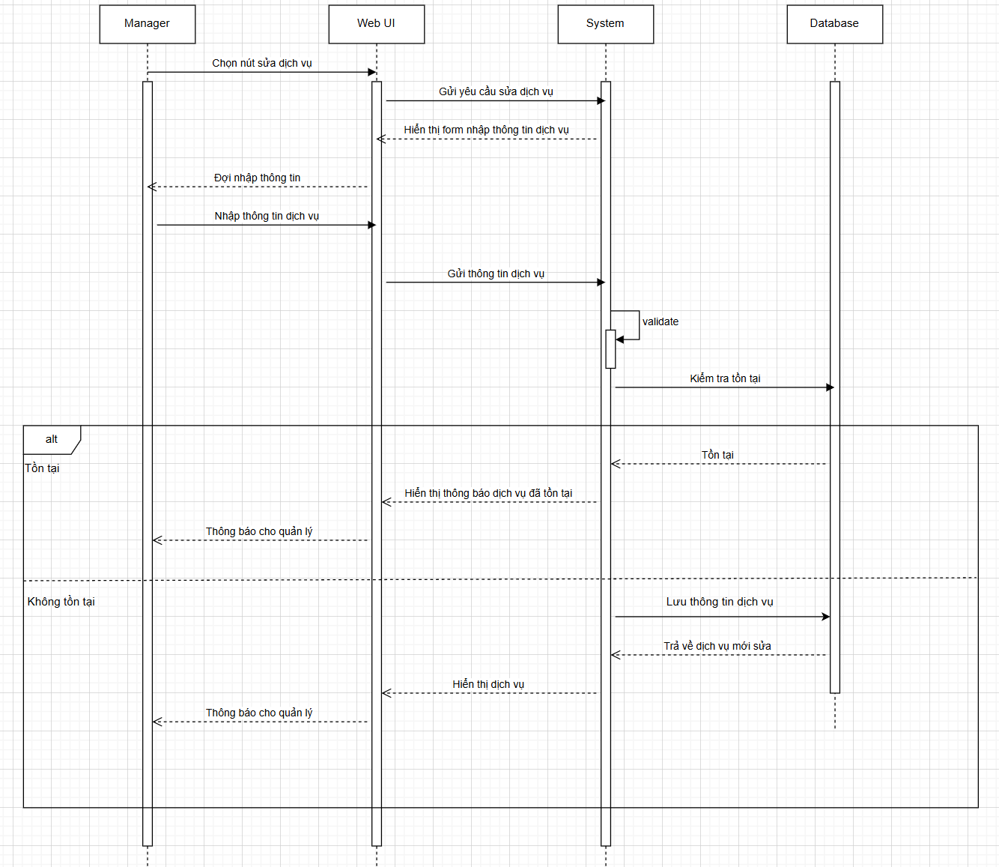 Manager
Web UI
System
Database
Chọn nút sửa dịch vụ
Gửi yêu cầu sửa dịch vụ
Hiển thị form nhập thông tin dịch vụ
Đợi nhập thông tin
Nhập thông tin dịch vụ
Gửi thông tin dịch vụ
validate
Kiểm tra tồn tại
alt
Tồn tại
Tồn tại
Hiển thị thông báo dịch vụ đã tồn tại
Thông báo cho quản lý
Không tồn tại
Lưu thông tin dịch vụ
Trả về dịch vụ mới sửa
Hiển thị dịch vụ
Thông báo cho quản lý